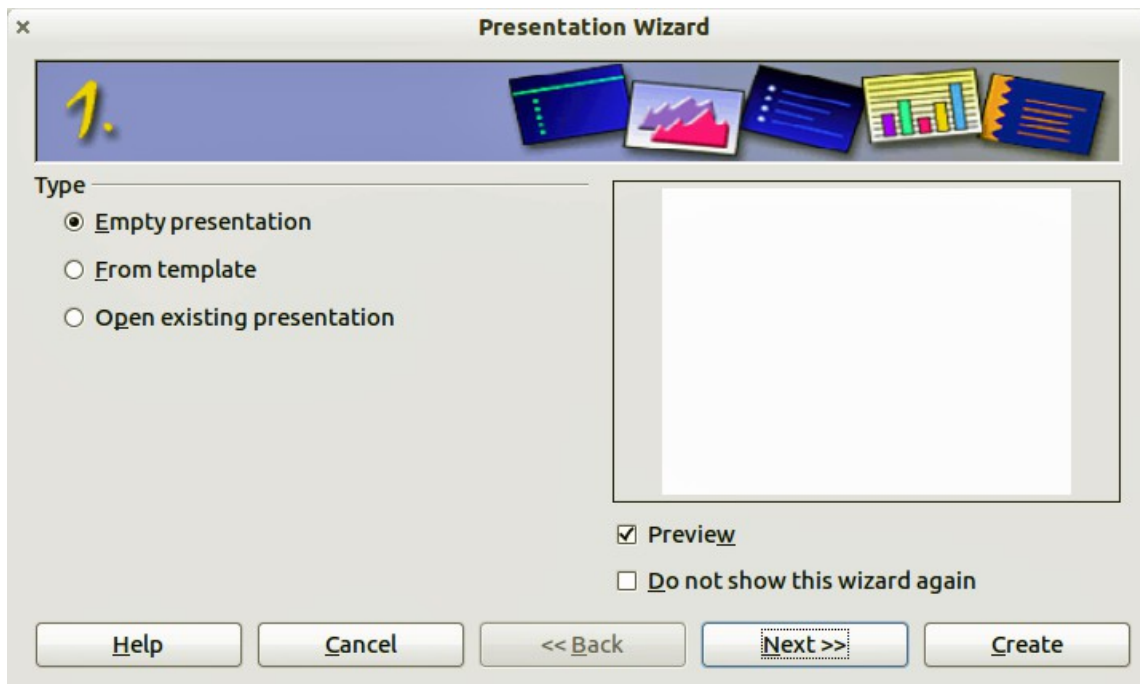 ×
Presentation Wizard
1.
Type
Empty presentation
From template
Open existing presentation
Preview
Do not show this wizard again
Help Cancel << Back Next >> Create